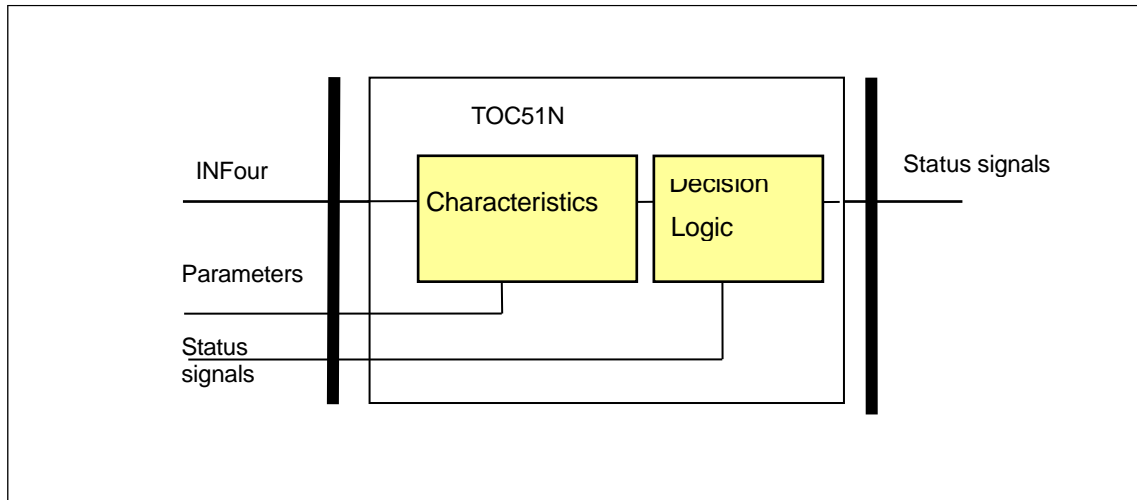 TOC51N
INFour
Characteristics
Decision
Logic
Status signals
Parameters
Status
signals